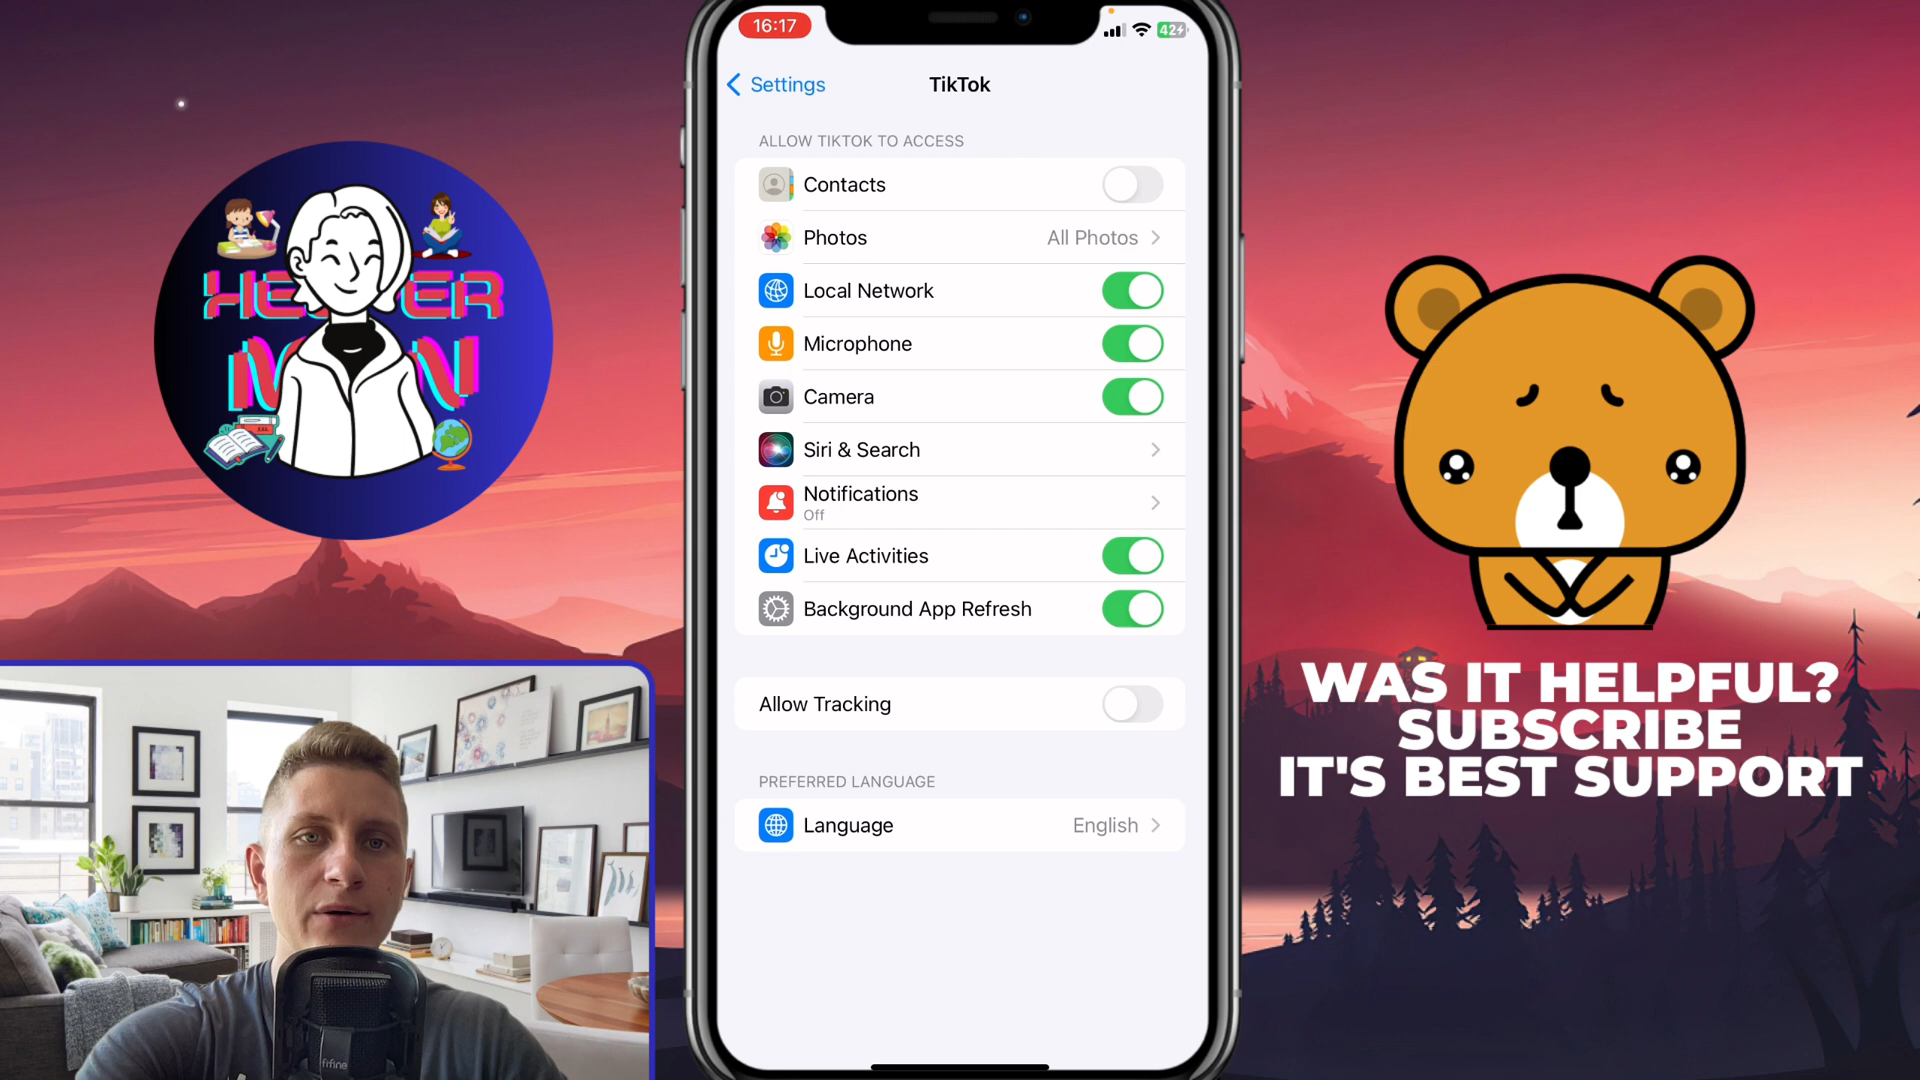 16:17
42
Settings
TikTok
ALLOW TIKTOK TO ACCESS
Contacts
Photos
All Photos
Local Network
Microphone
Camera
Siri & Search
Notifications
Off
Live Activities
Background App Refresh
Allow Tracking
PREFERRED LANGUAGE
Language
English
WAS IT HELPFUL?
SUBSCRIBE
IT'S BEST SUPPORT
fifine